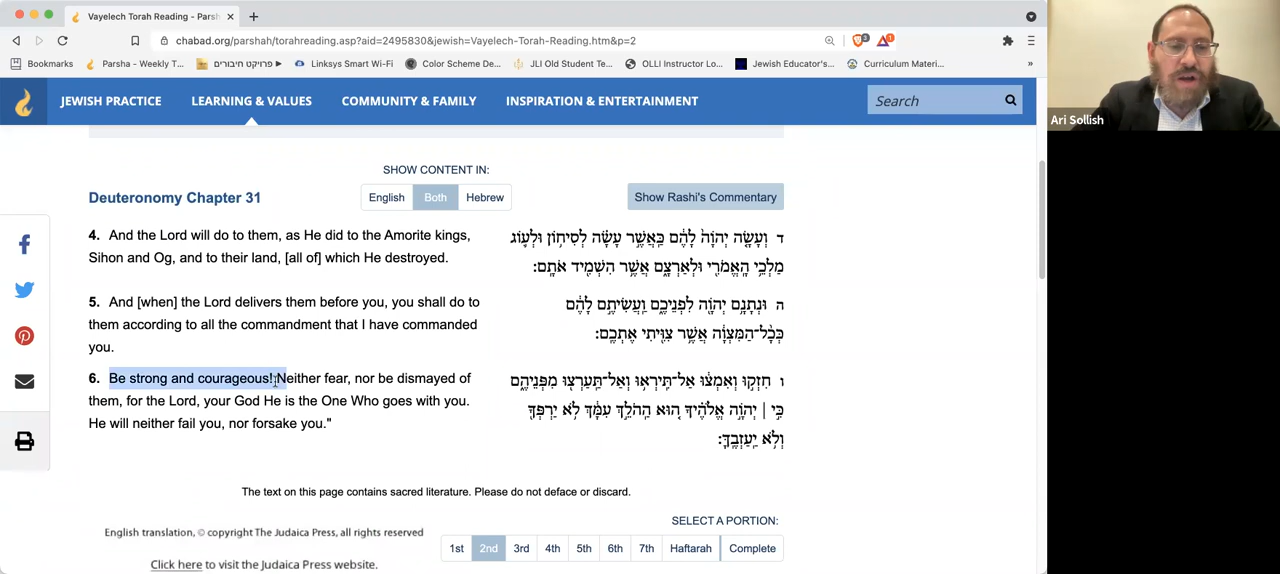 Vayelech Torah Reading - Parsh
chabad.org/parshah/torahreading.asp?aid=2495830&jewish=Vayelech-Torah-Reading.htm&p=2
Bookmarks
Parsha - Weekly T...
פרוייקט חיבורים
Linksys Smart Wi-Fi
Color Scheme De...
JLI Old Student Te...
OLLI Instructor Lo...
Jewish Educator's...
Curriculum Materi...
JEWISH PRACTICE
LEARNING & VALUES
COMMUNITY & FAMILY
INSPIRATION & ENTERTAINMENT
Search
Ari Sollish
SHOW CONTENT IN:
Deuteronomy Chapter 31
English
Both
Hebrew
Show Rashi's Commentary
4. And the Lord will do to them, as He did to the Amorite kings,
Sihon and Og, and to their land, [all of] which He destroyed.
ד וְעָשָׂ֤ה יְהֹוָה֙ לָהֶ֔ם כַּֽאֲשֶׁ֣ר עָשָׂ֗ה לְסִיח֥וֹן וּלְע֛וֹג
מַלְכֵ֥י הָֽאֱמֹרִ֖י וּלְאַרְצָ֑ם אֲשֶׁ֥ר הִשְׁמִ֖יד אֹתָֽם:
5. And [when] the Lord delivers them before you, you shall do to
them according to all the commandment that I have commanded
you.
ה וּנְתָנָ֥ם יְהֹוָ֖ה לִפְנֵיכֶ֑ם וַֽעֲשִׂיתֶ֣ם לָהֶ֔ם
כְּכָ֨ל־הַמִּצְוָ֔ה אֲשֶׁ֥ר צִוִּ֖יתִי אֶתְכֶֽם:
6. Be strong and courageous! Neither fear, nor be dismayed of
them, for the Lord, your God He is the One Who goes with you.
He will neither fail you, nor forsake you."
ו חִזְק֣וּ וְאִמְצ֔וּ אַל־תִּֽירְא֥וּ וְאַל־תַּֽעַרְצ֖וּ מִפְּנֵיהֶ֑ם
כִּ֣י | יְהֹוָ֣ה אֱלֹהֶ֗יךָ ה֚וּא הַֽהֹלֵ֣ךְ עִמָּ֔ךְ לֹ֥א יַרְפְּךָ֖
וְלֹ֥א יַֽעַזְבֶֽךָּ:
The text on this page contains sacred literature. Please do not deface or discard.
English translation, © copyright The Judaica Press, all rights reserved
Click here to visit the Judaica Press website.
SELECT A PORTION:
1st
2nd
3rd
4th
5th
6th
7th
Haftarah
Complete